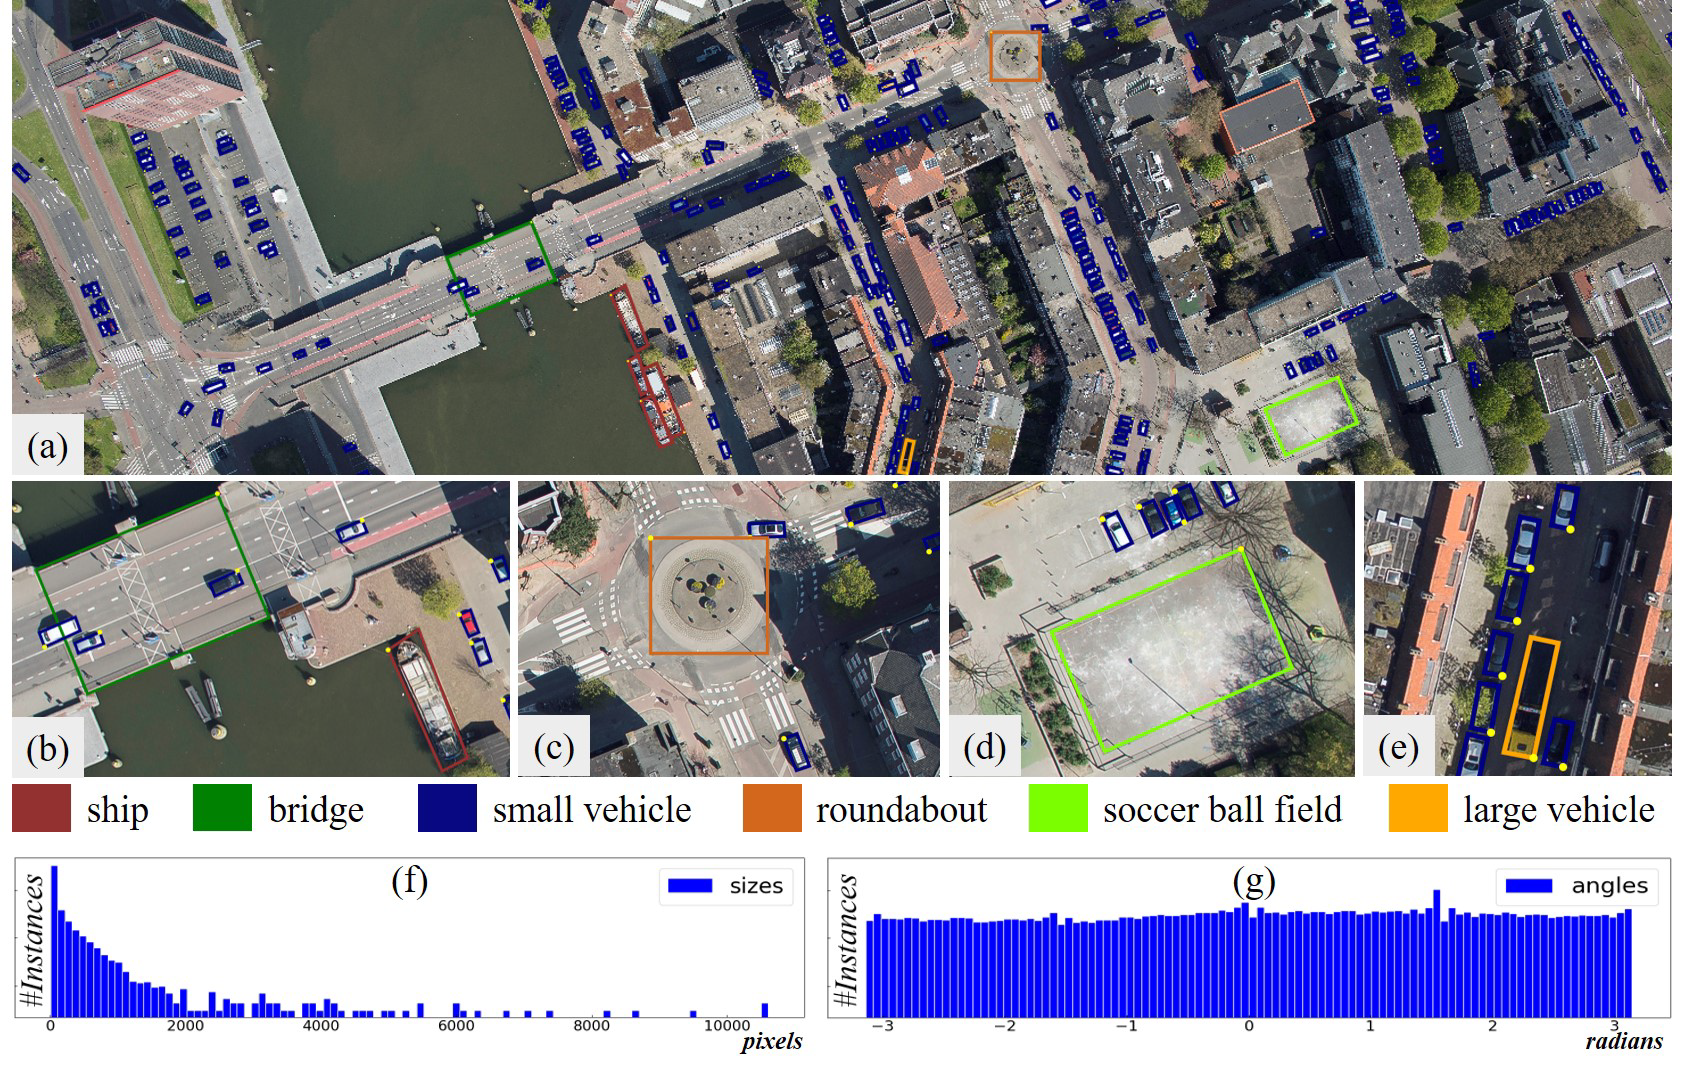 (a)
(b)
(c)
(d)
(e)
ship
bridge
small vehicle
roundabout
soccer ball field
large vehicle
(f)
sizes
#Instances
0 2000 4000 6000 8000 10000
pixels
(g)
angles
#Instances
−3 −2 −1 0 1 2 3
radians